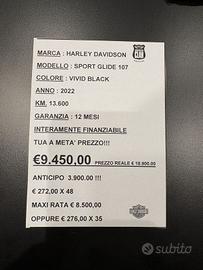 MARCA : HARLEY DAVIDSON
MODELLO : SPORT GLIDE 107
COLORE : VIVID BLACK
ANNO : 2022
KM. 13.600
GARANZIA : 12 MESI
INTERAMENTE FINANZIABILE
TUA A META' PREZZO!!!
€9.450,00 PREZZO REALE € 18.900.00
ANTICIPO 3.900.00 !!!
€ 272,00 X 48
MAXI RATA € 8.500,00
OPPURE € 276,00 X 35
subito